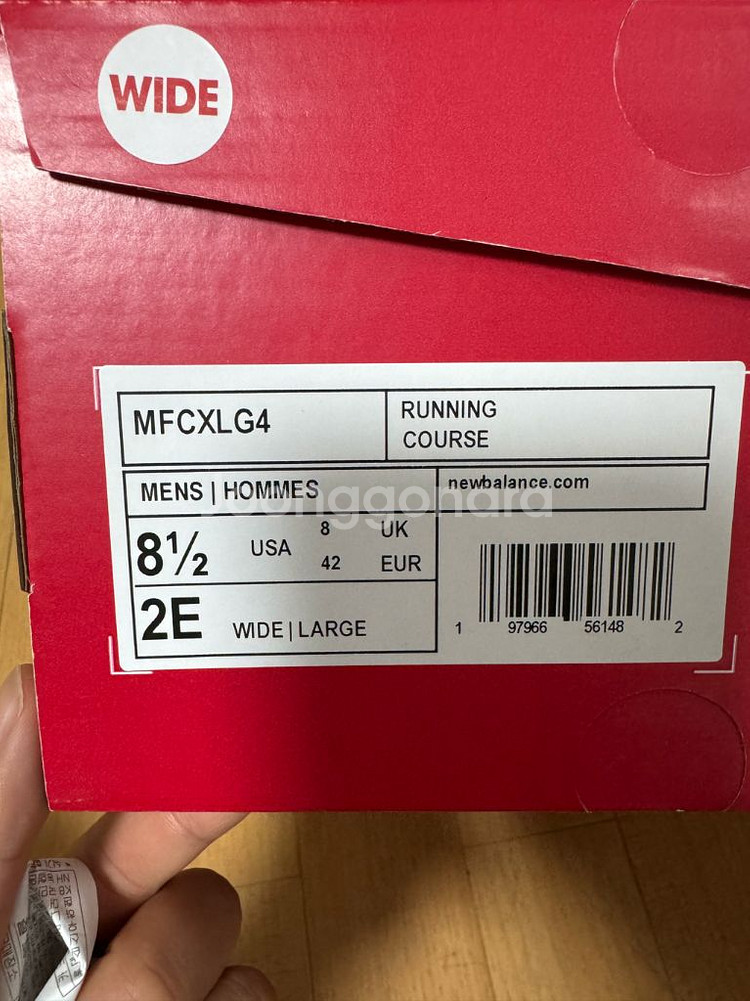 WIDE
MFCXLG4
RUNNING
COURSE
MENS | HOMMES
newbalance.com
joonggonara
8½ USA 8 UK
42 EUR
2E WIDE | LARGE
1 97966 56148 2